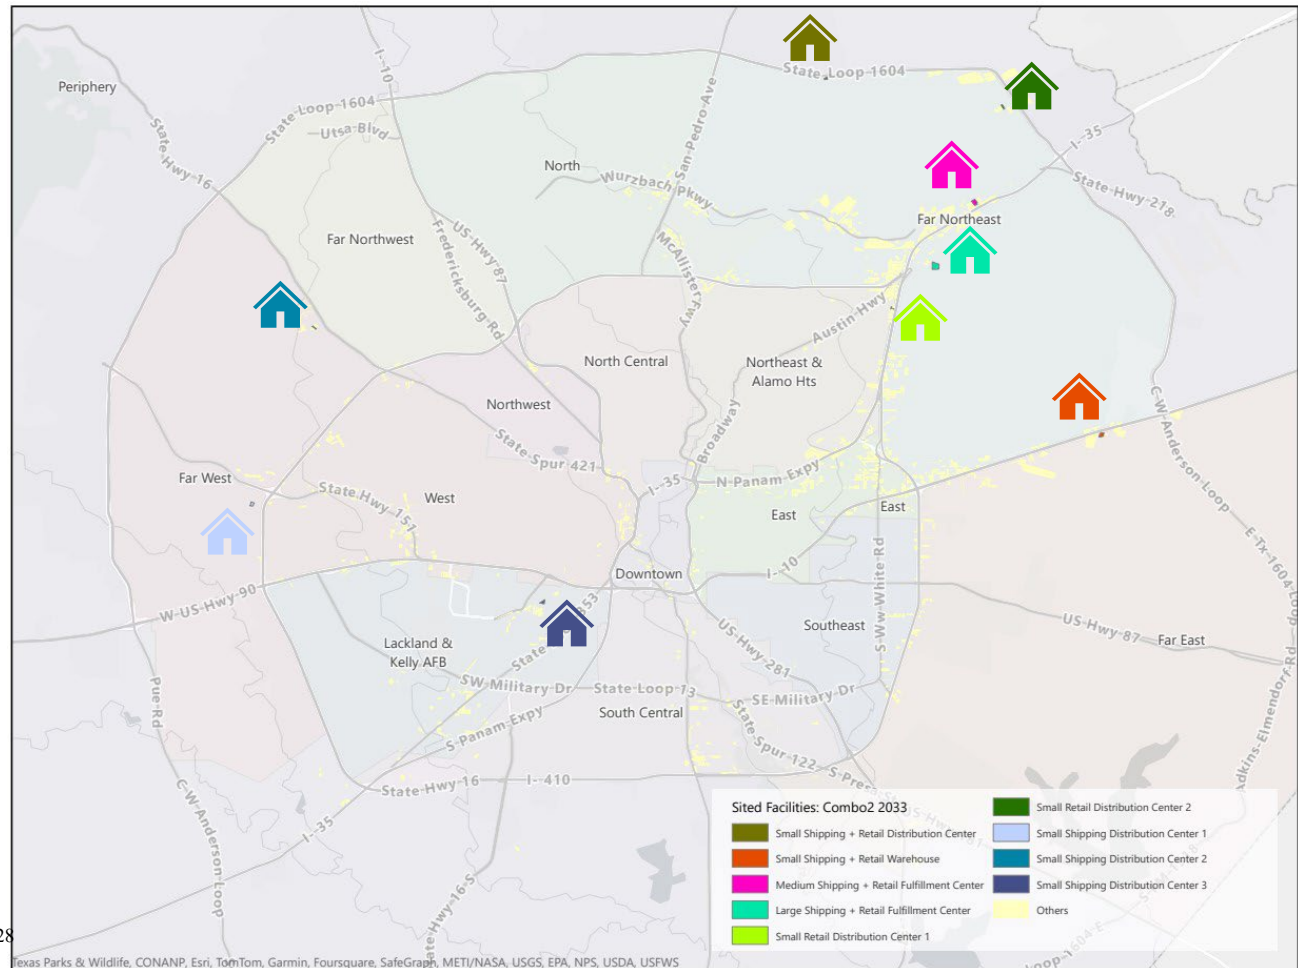 Periphery
I-10
State Loop 1604
State Loop 1604
Utsa Blvd
San Pedro Ave
I-35
State Hwy 16
North
Wurzbach Pkwy
State Hwy 218
Far Northeast
Far Northwest
US Hwy 87
Fredericksburg Rd
McAllister Fwy
Austin Hwy
North Central
Northeast &
Alamo Hts
Northwest
Broadway
C W Anderson Loop
State Spur 421
I-35
N Panam Expy
Far West
State Hwy 151
West
East
East
E Tx-1604 Loop
Downtown
I-10
S Ww White Rd
W US Hwy 90
53
Lackland &
Kelly AFB
State
US Hwy 281
Southeast
US Hwy 87
Far East
Pue Rd
SW Military Dr
State Loop 13
SE Military Dr
South Central
S Panam Expy
State Spur 122
S Presa
Adkins-Elmendorf Rd
State Hwy 16
I-410
C W Anderson Loop
I-35
Sited Facilities: Combo2 2033
Small Shipping + Retail Distribution Center
Small Shipping + Retail Warehouse
Medium Shipping + Retail Fulfillment Center
Large Shipping + Retail Fulfillment Center
Small Retail Distribution Center 1
Small Retail Distribution Center 2
Small Shipping Distribution Center 1
Small Shipping Distribution Center 2
Small Shipping Distribution Center 3
Others
ate Hwy 16 S
Loop 1604 E
28
Texas Parks & Wildlife, CONANP, Esri, TomTom, Garmin, Foursquare, SafeGraph, METI/NASA, USGS, EPA, NPS, USDA, USFWS